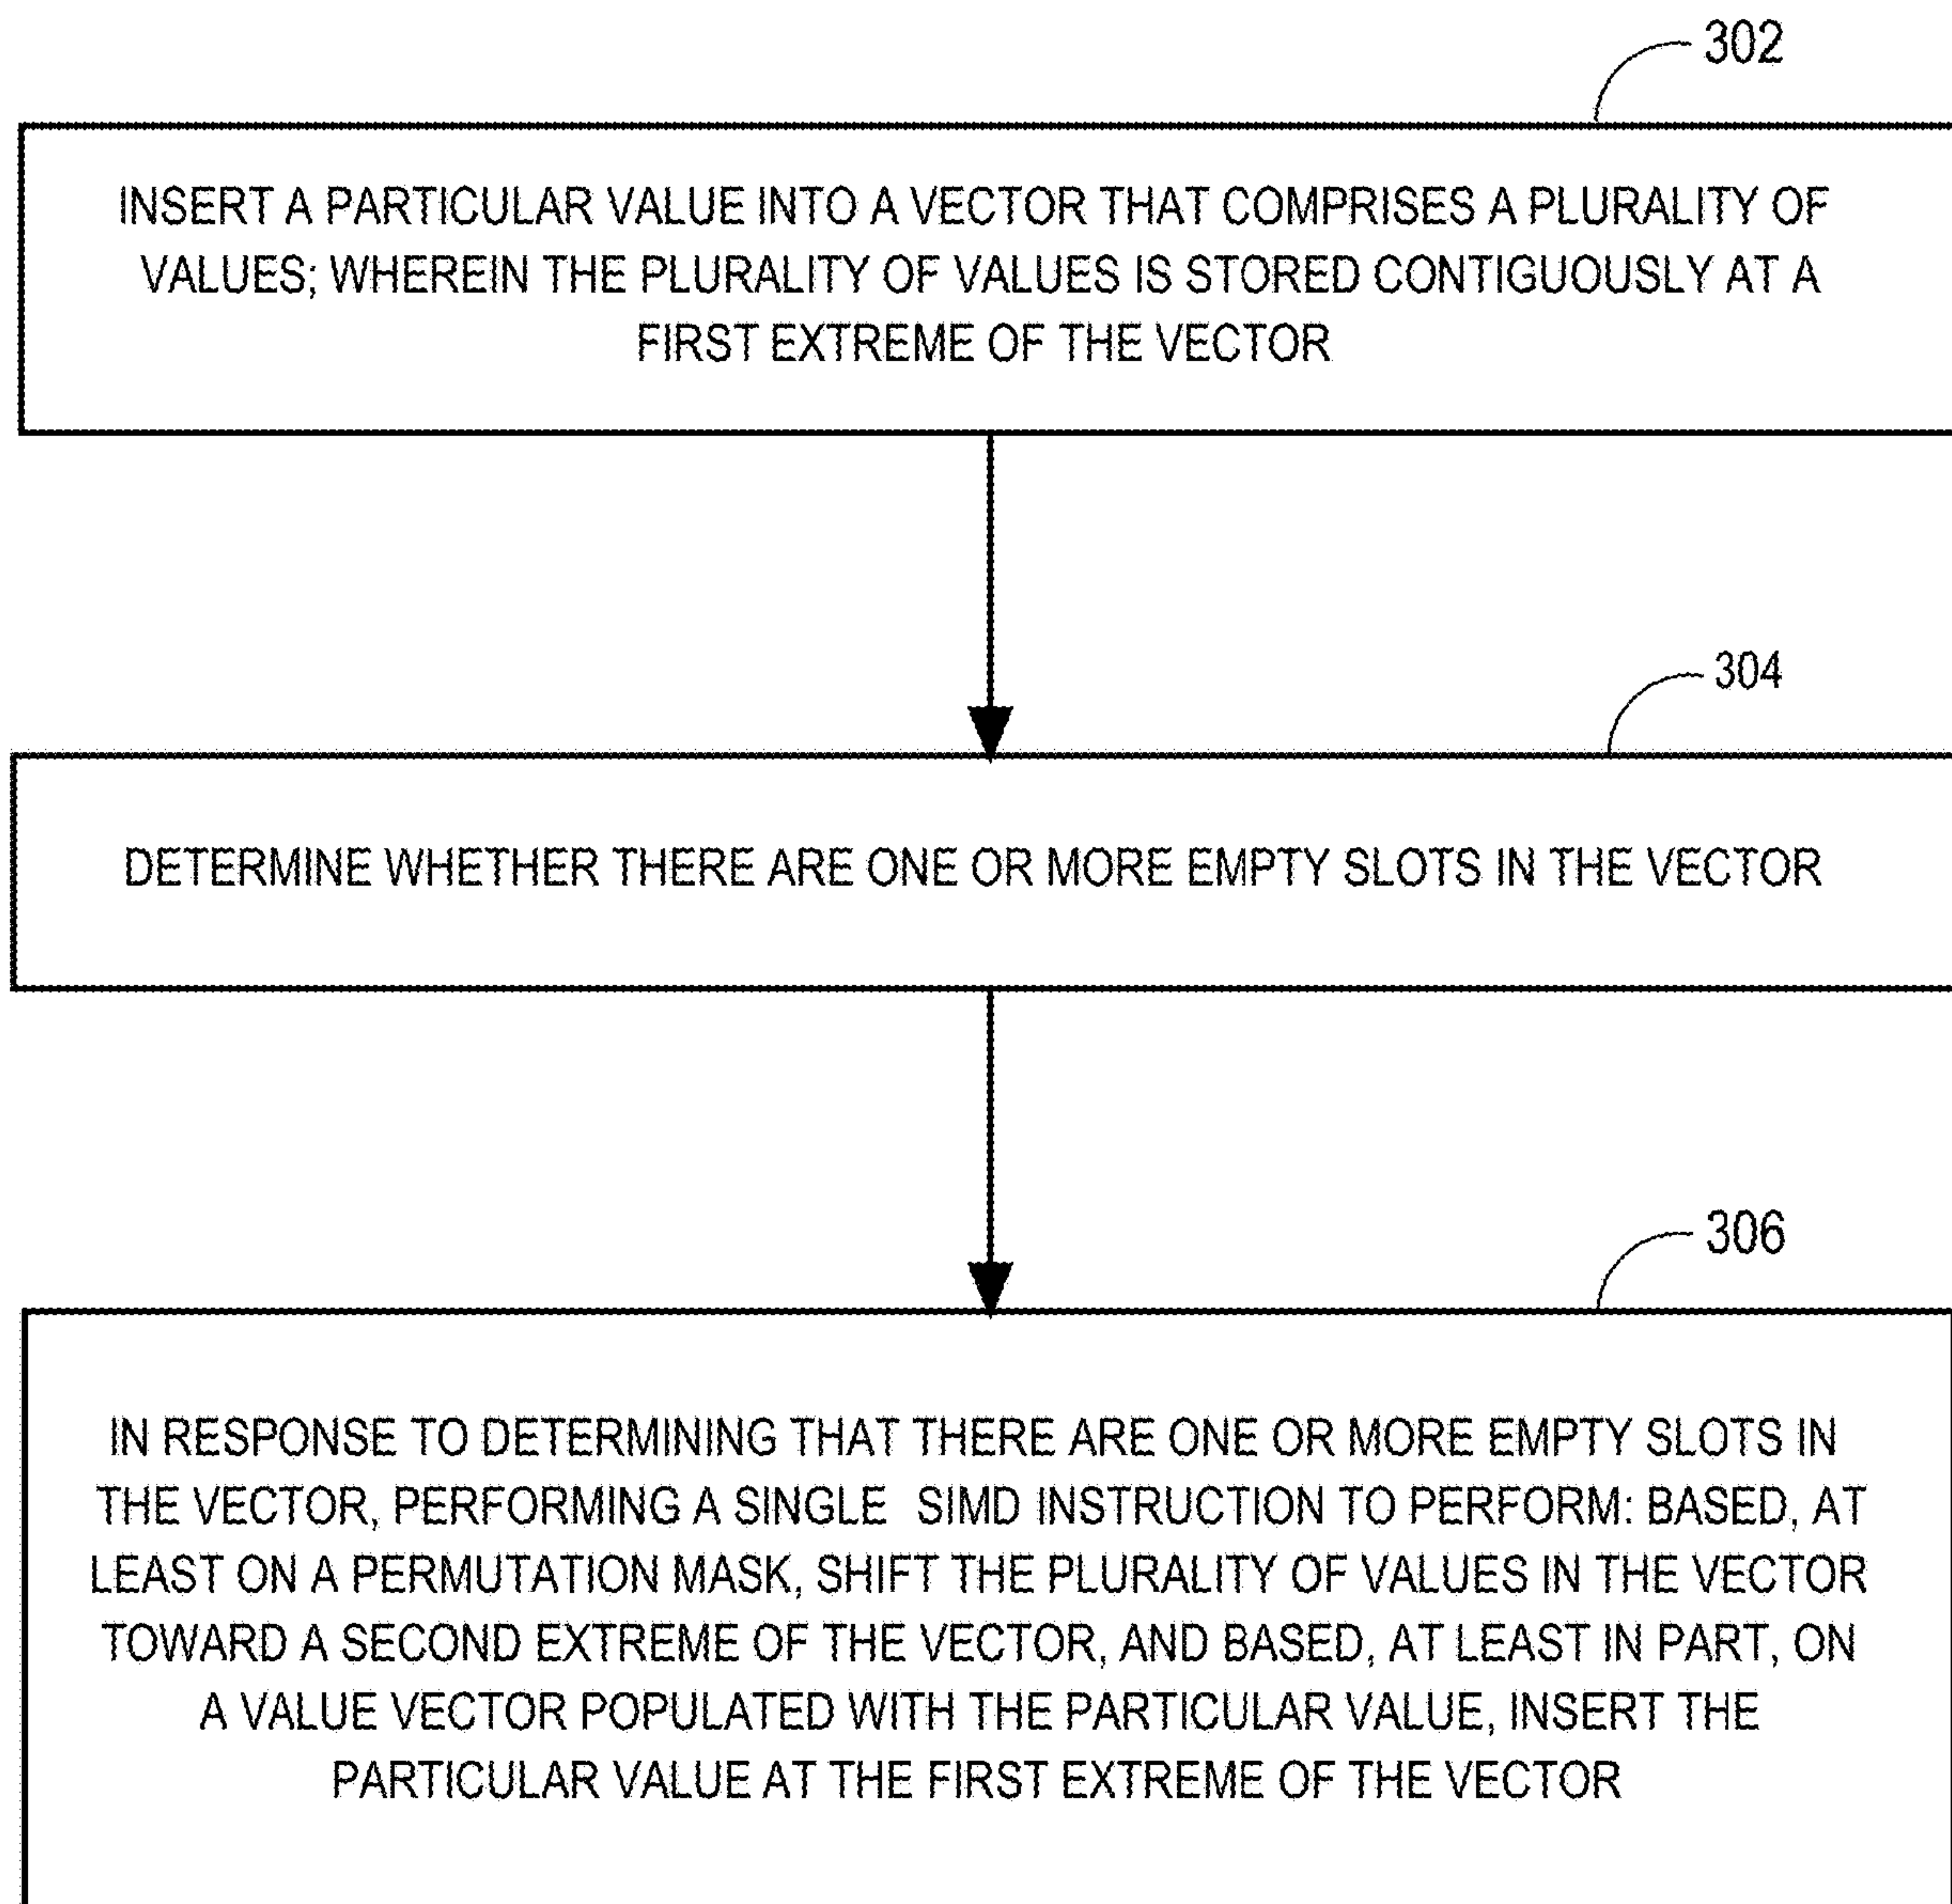 302
INSERT A PARTICULAR VALUE INTO A VECTOR THAT COMPRISES A PLURALITY OF
VALUES; WHEREIN THE PLURALITY OF VALUES IS STORED CONTIGUOUSLY AT A
FIRST EXTREME OF THE VECTOR
304
DETERMINE WHETHER THERE ARE ONE OR MORE EMPTY SLOTS IN THE VECTOR
306
IN RESPONSE TO DETERMINING THAT THERE ARE ONE OR MORE EMPTY SLOTS IN
THE VECTOR, PERFORMING A SINGLE SIMD INSTRUCTION TO PERFORM: BASED, AT
LEAST ON A PERMUTATION MASK, SHIFT THE PLURALITY OF VALUES IN THE VECTOR
TOWARD A SECOND EXTREME OF THE VECTOR, AND BASED, AT LEAST IN PART, ON
A VALUE VECTOR POPULATED WITH THE PARTICULAR VALUE, INSERT THE
PARTICULAR VALUE AT THE FIRST EXTREME OF THE VECTOR